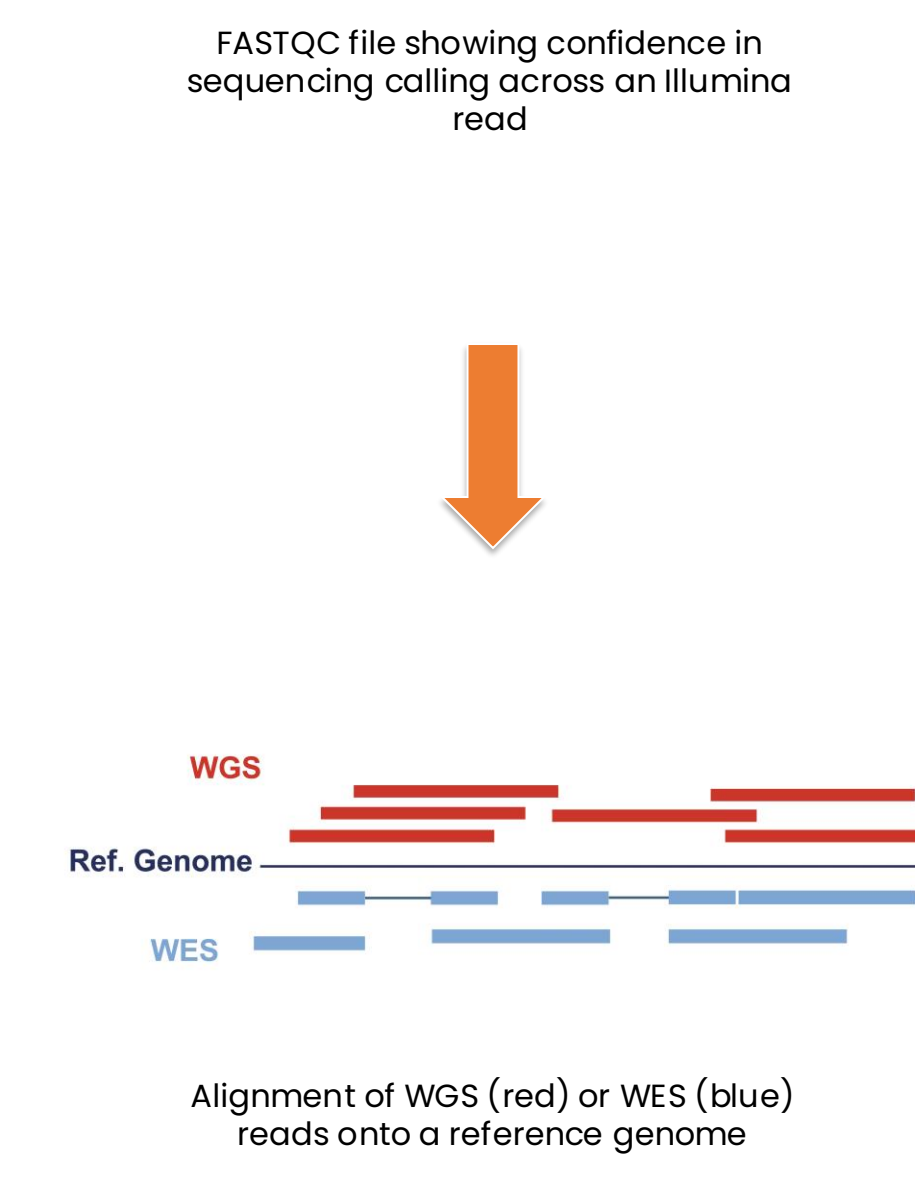 FASTQC file showing confidence in
sequencing calling across an Illumina
read
WGS
Ref. Genome
WES
Alignment of WGS (red) or WES (blue)
reads onto a reference genome